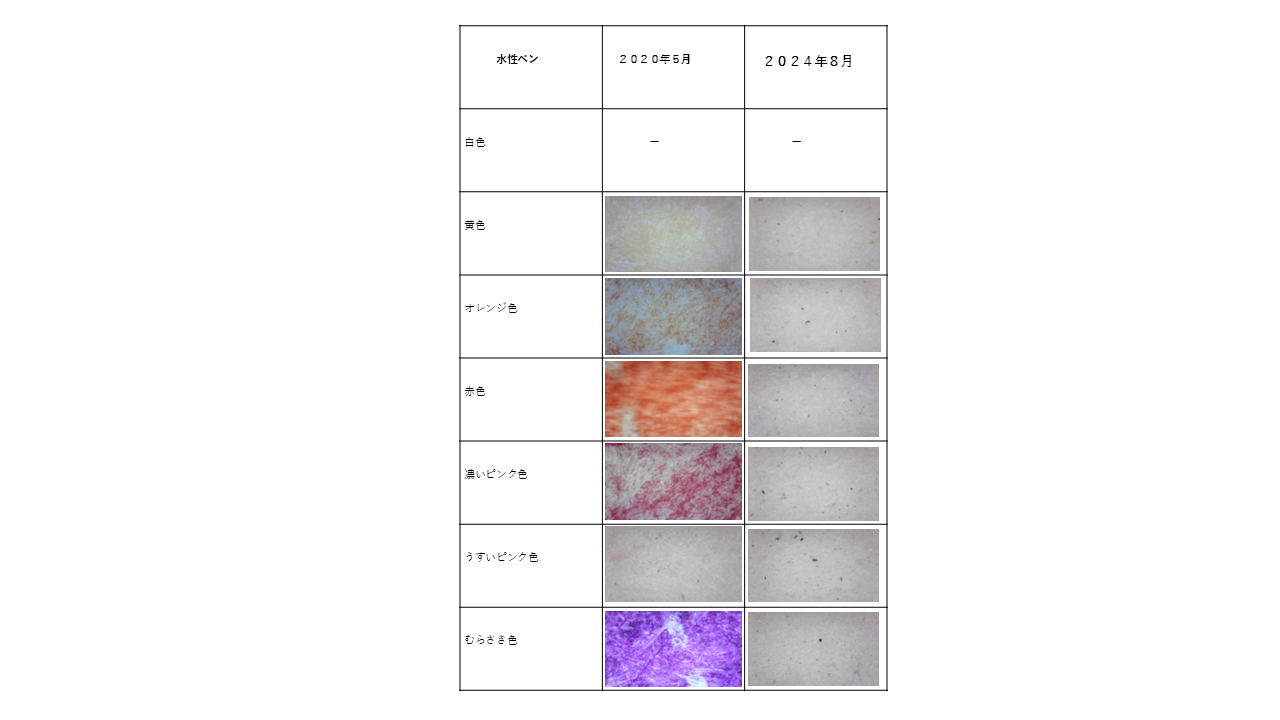 水性ペン ２０２０年５月 ２０２４年８月
白色 ー ー
黄色
オレンジ色
赤色
濃いピンク色
うすいピンク色
むらさき色